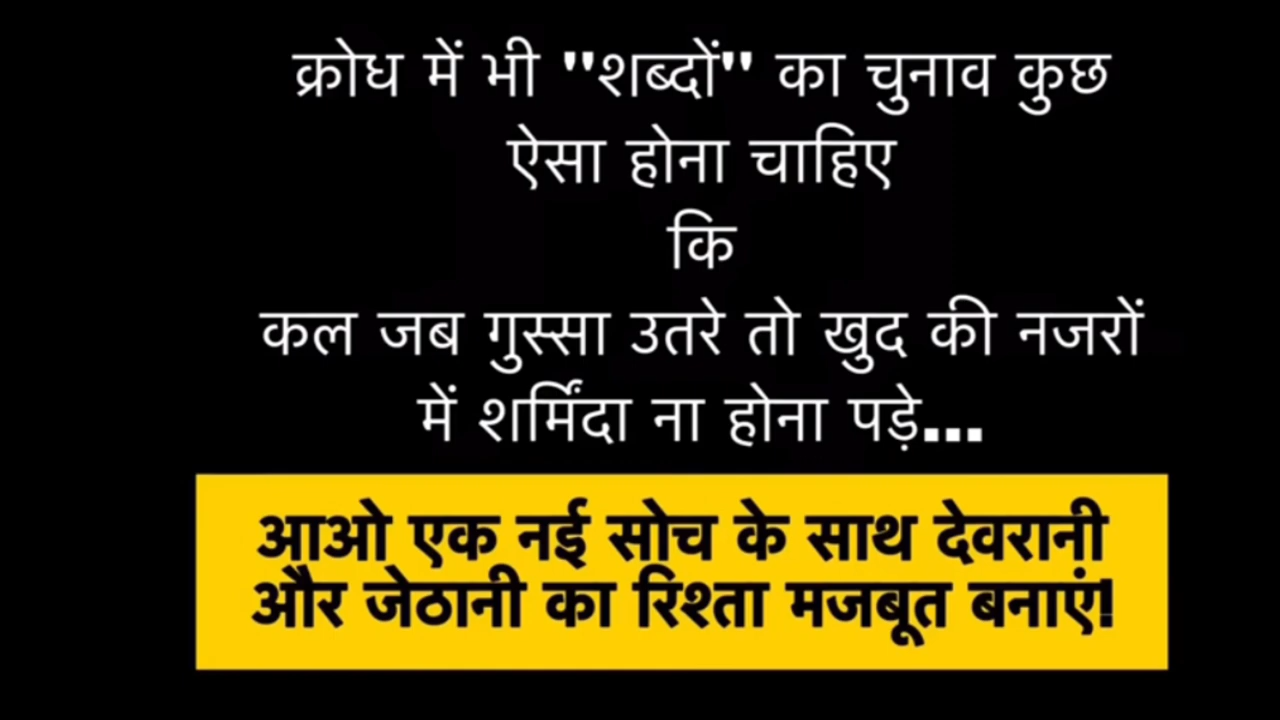 क्रोध में भी "शब्दों" का चुनाव कुछ
ऐसा होना चाहिए
कि
कल जब गुस्सा उतरे तो खुद की नजरों
में शर्मिंदा ना होना पड़े...
आओ एक नई सोच के साथ देवरानी
और जेठानी का रिश्ता मजबूत बनाएं!